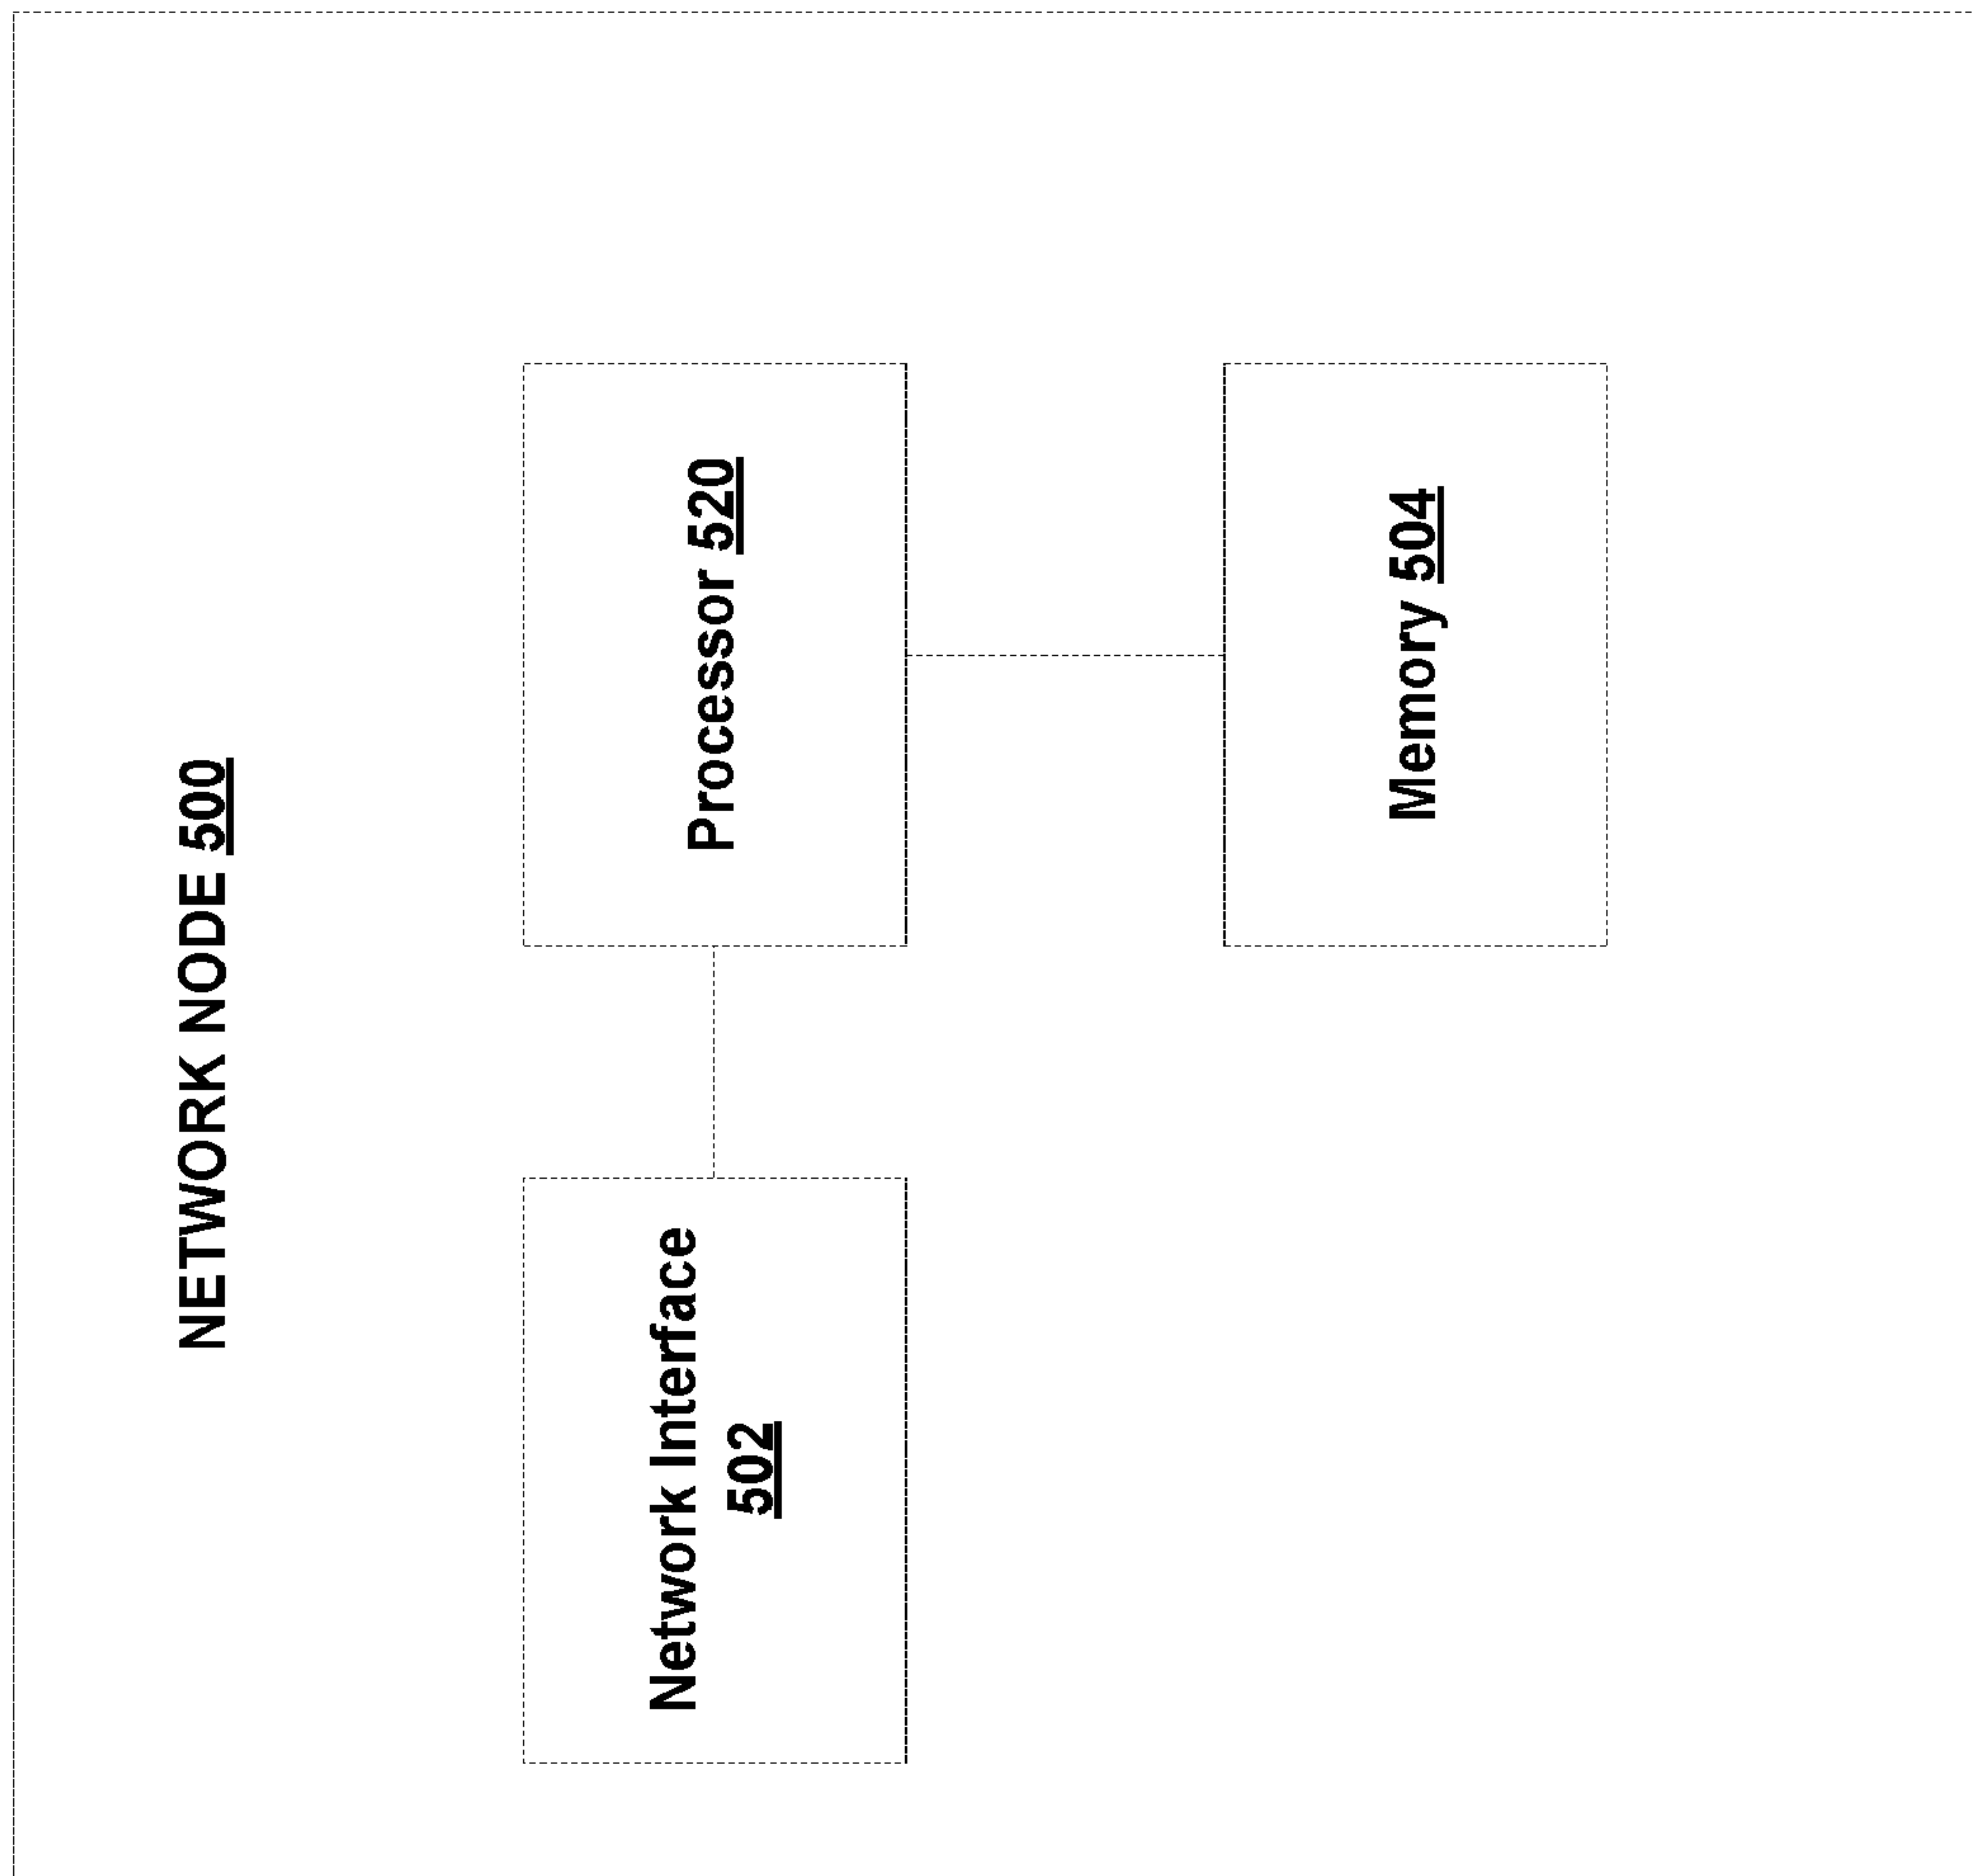 NETWORK NODE 500
Network Interface
502
Processor 520
Memory 504